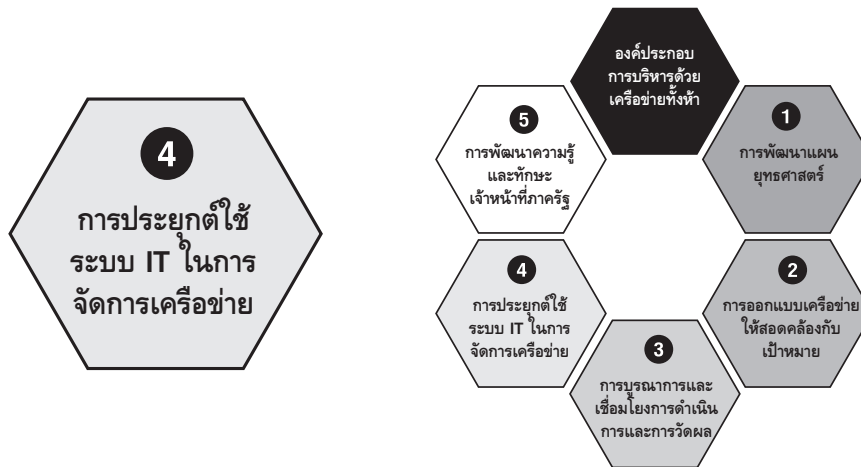 4
การประยุกต์ใช้
ระบบ IT ในการ
จัดการเครือข่าย
องค์ประกอบ
การบริหารด้วย
เครือข่ายทั้งห้า
1
การพัฒนาแผน
ยุทธศาสตร์
2
การออกแบบเครือข่าย
ให้สอดคล้องกับ
เป้าหมาย
3
การบูรณาการและ
เชื่อมโยงการดำเนิน
การและการวัดผล
4
การประยุกต์ใช้
ระบบ IT ในการ
จัดการเครือข่าย
5
การพัฒนาความรู้
และทักษะ
เจ้าหน้าที่ภาครัฐ